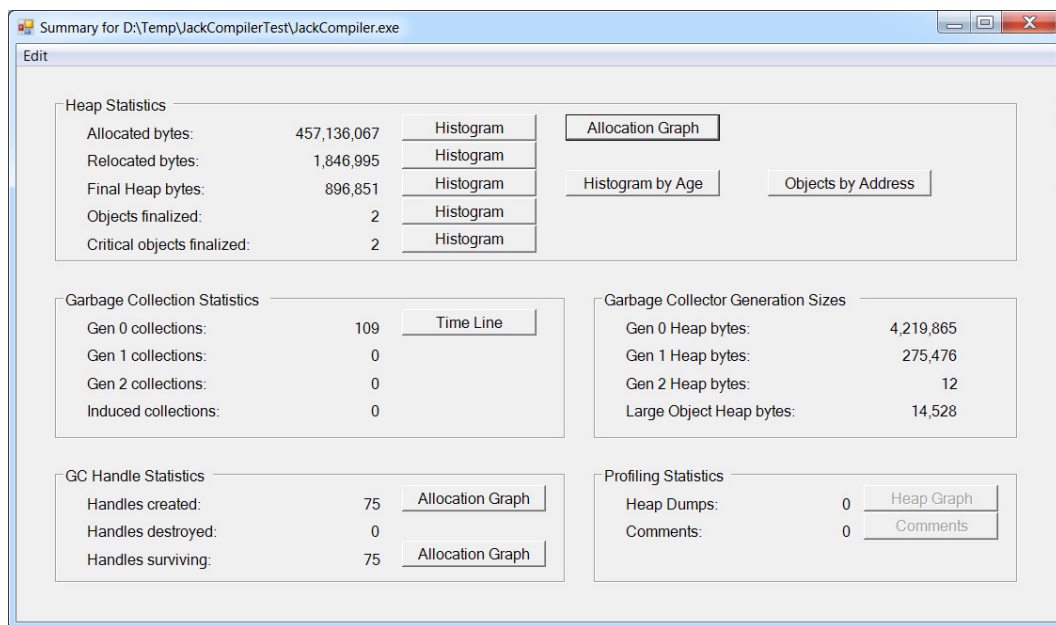 Summary for D:\Temp\JackCompilerTest\JackCompiler.exe
Edit
Heap Statistics
Allocated bytes: 457,136,067 Histogram Allocation Graph
Relocated bytes: 1,846,995 Histogram
Final Heap bytes: 896,851 Histogram Histogram by Age Objects by Address
Objects finalized: 2 Histogram
Critical objects finalized: 2 Histogram
Garbage Collection Statistics
Gen 0 collections: 109 Time Line
Gen 1 collections: 0
Gen 2 collections: 0
Induced collections: 0
Garbage Collector Generation Sizes
Gen 0 Heap bytes: 4,219,865
Gen 1 Heap bytes: 275,476
Gen 2 Heap bytes: 12
Large Object Heap bytes: 14,528
GC Handle Statistics
Handles created: 75 Allocation Graph
Handles destroyed: 0
Handles surviving: 75 Allocation Graph
Profiling Statistics
Heap Dumps: 0 Heap Graph
Comments: 0 Comments